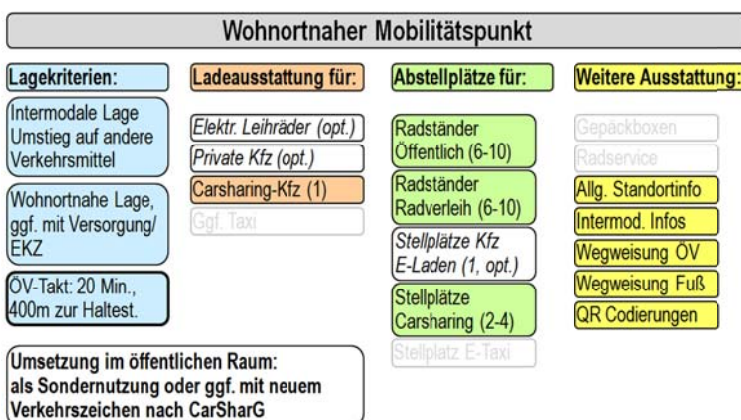 Wohnortnaher Mobilitätspunkt
Lagekriterien:
Intermodale Lage
Umstieg auf andere
Verkehrsmittel
Wohnortnahe Lage,
ggf. mit Versorgung/
EKZ
ÖV-Takt: 20 Min.,
400m zur Haltest.
Ladeausstattung für:
Elektr. Leihräder (opt.)
Private Kfz (opt.)
Carsharing-Kfz (1)
Ggf. Taxi
Abstellplätze für:
Radständer
Öffentlich (6-10)
Radständer
Radverleih (6-10)
Stellplätze Kfz
E-Laden (1, opt.)
Stellplätze
Carsharing (2-4)
Stellplatz E-Taxi
Weitere Ausstattung:
Gepäckboxen
Radservice
Allg. Standortinfo
Intermod. Infos
Wegweisung ÖV
Wegweisung Fuß
QR Codierungen
Umsetzung im öffentlichen Raum:
als Sondernutzung oder ggf. mit neuem
Verkehrszeichen nach CarSharG